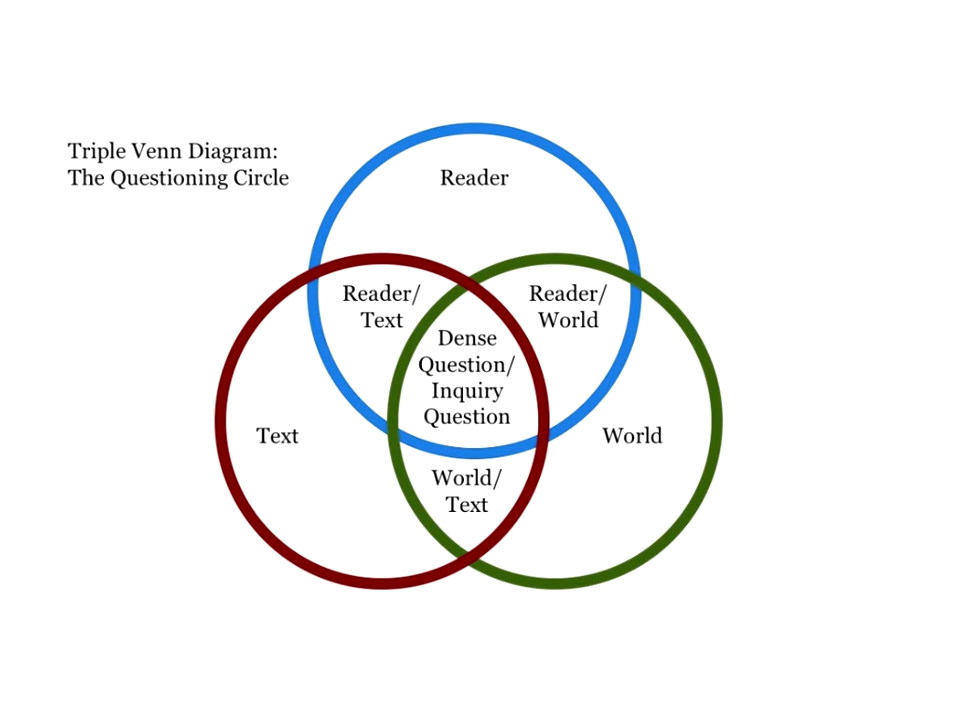 Triple Venn Diagram:
The Questioning Circle
Reader
Reader/
Text
Reader/
World
Dense
Question/
Inquiry
Question
Text
World
World/
Text